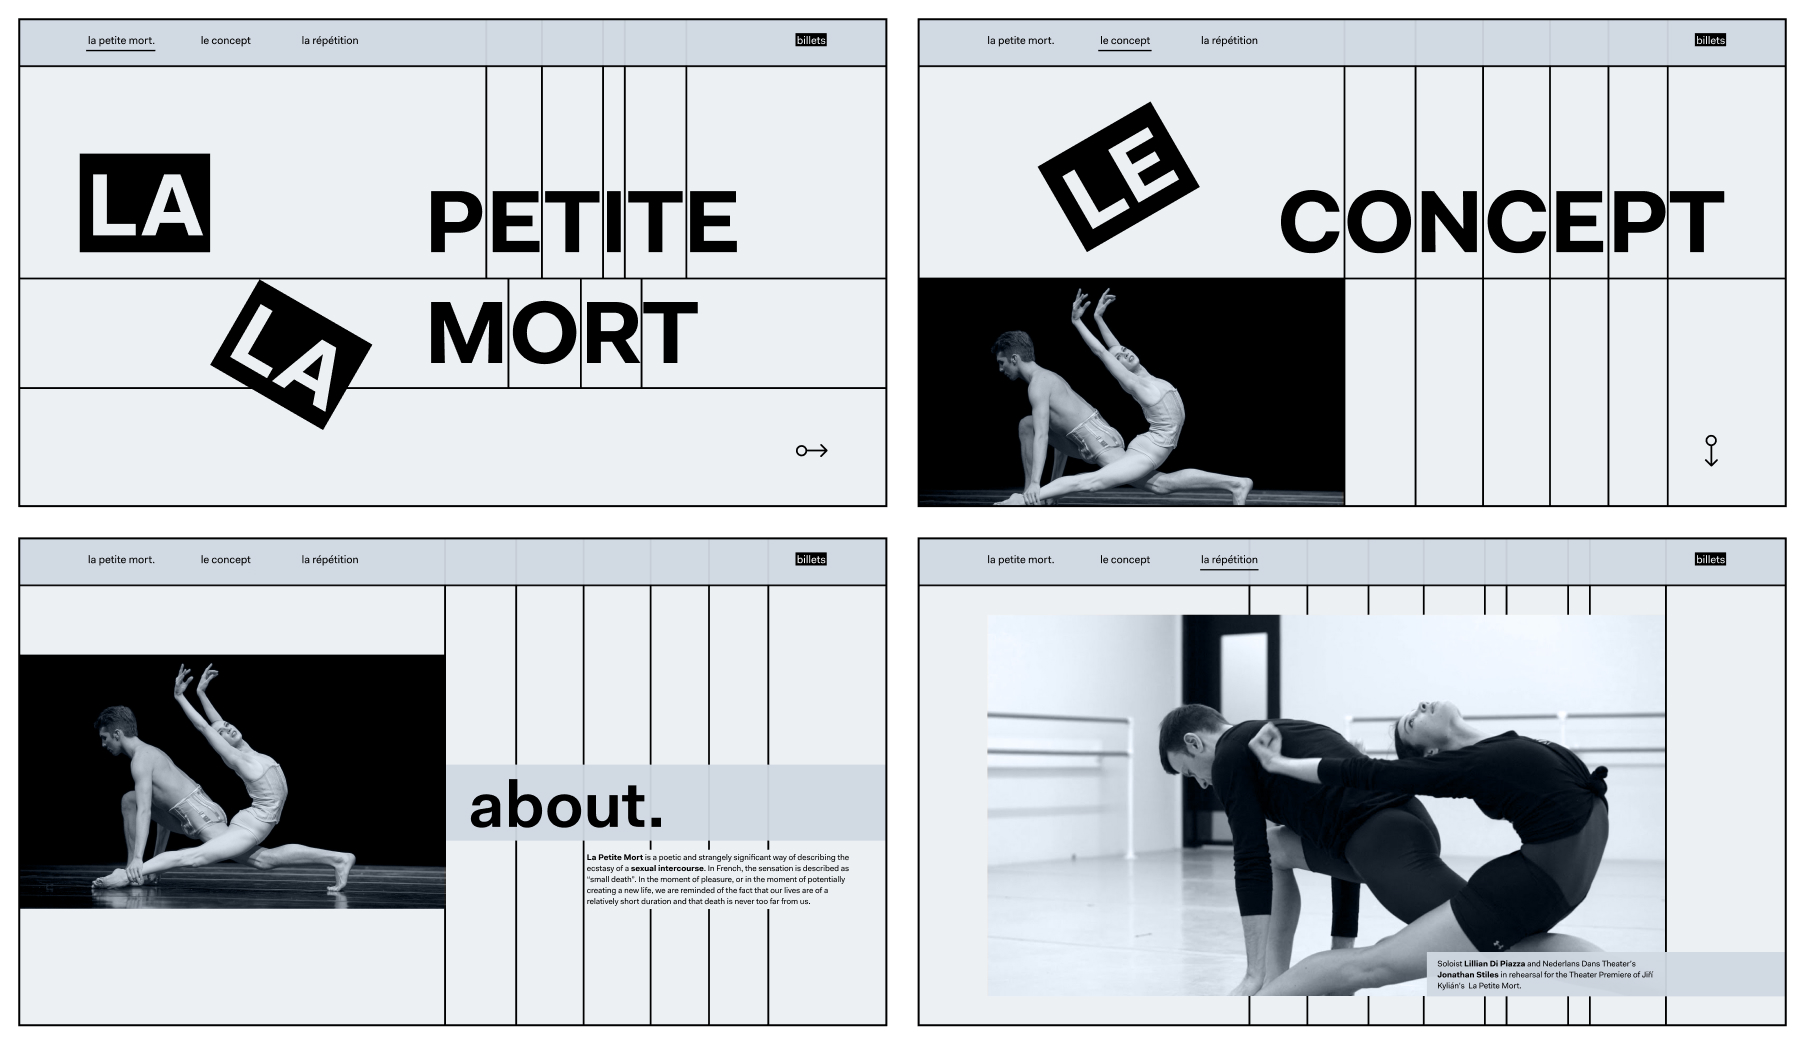 la petite mort. le concept la répétition billets
LA
PETITE
LA
MORT
la petite mort. le concept la répétition billets
LE
CONCEPT
la petite mort. le concept la répétition billets
about.
La Petite Mort is a poetic and strangely significant way of describing the
ecstasy of a sexual intercourse. In French, the sensation is described as
“small death”. In the moment of pleasure, or in the moment of potentially
creating a new life, we are reminded of the fact that our lives are of a
relatively short duration and that death is never too far from us.
la petite mort. le concept la répétition billets
Soloist Lillian Di Piazza and Nederlans Dans Theater's
Jonathan Stiles in rehearsal for the Theater Premiere of Jiří
Kylián's La Petite Mort.